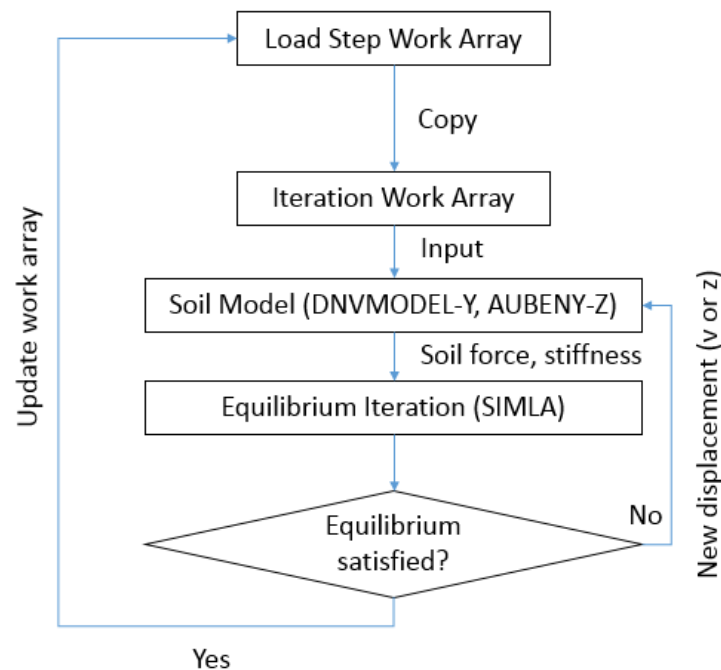 Load Step Work Array
Copy
Iteration Work Array
Input
Soil Model (DNVMODEL-Y, AUBENY-Z)
Soil force, stiffness
Equilibrium Iteration (SIMLA)
Equilibrium
satisfied?
No
Yes
Update work array
New displacement (v or z)